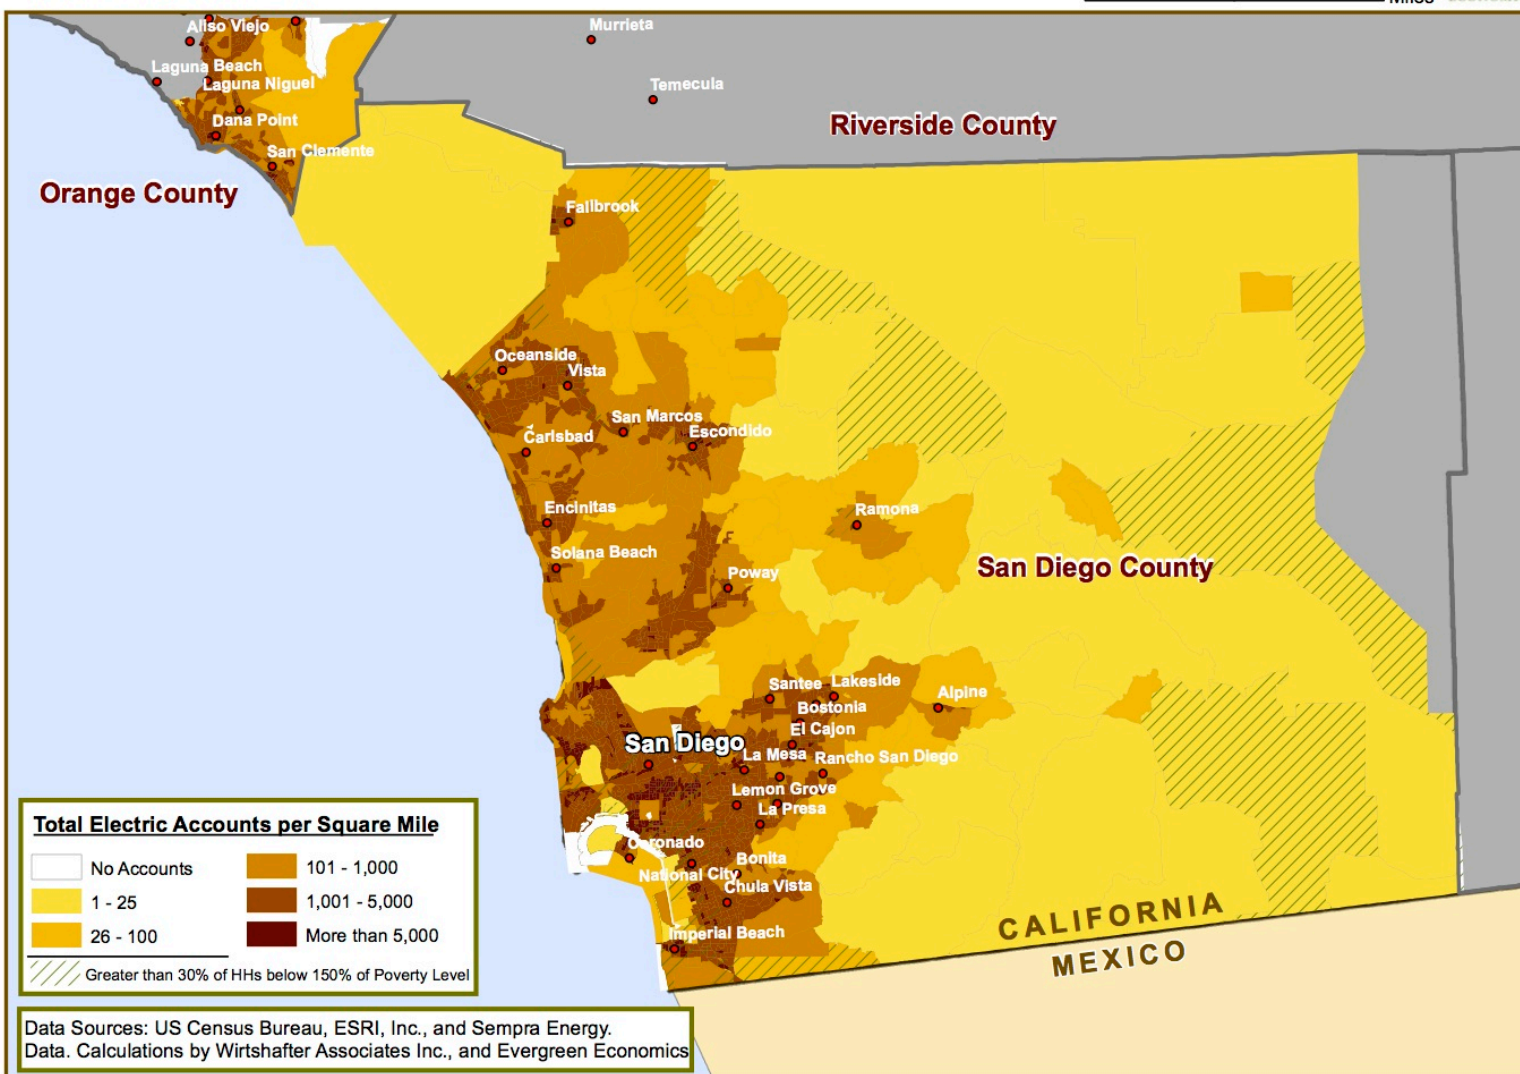 Miles
Aliso Viejo
Murrieta
Laguna Beach
Laguna Niguel
Temecula
Dana Point
Riverside County
San Clemente
Orange County
Fallbrook
Oceanside
Vista
San Marcos
Carlsbad
Escondido
Encinitas
Ramona
Solana Beach
San Diego County
Poway
Santee
Lakeside
Alpine
Bostonia
El Cajon
San Diego
La Mesa
Rancho San Diego
Lemon Grove
La Presa
Coronado
Bonita
National City
Chula Vista
Imperial Beach
CALIFORNIA
MEXICO
Total Electric Accounts per Square Mile
No Accounts
101 - 1,000
1 - 25
1,001 - 5,000
26 - 100
More than 5,000
Greater than 30% of HHs below 150% of Poverty Level
Data Sources: US Census Bureau, ESRI, Inc., and Sempra Energy.
Data. Calculations by Wirtshafter Associates Inc., and Evergreen Economics